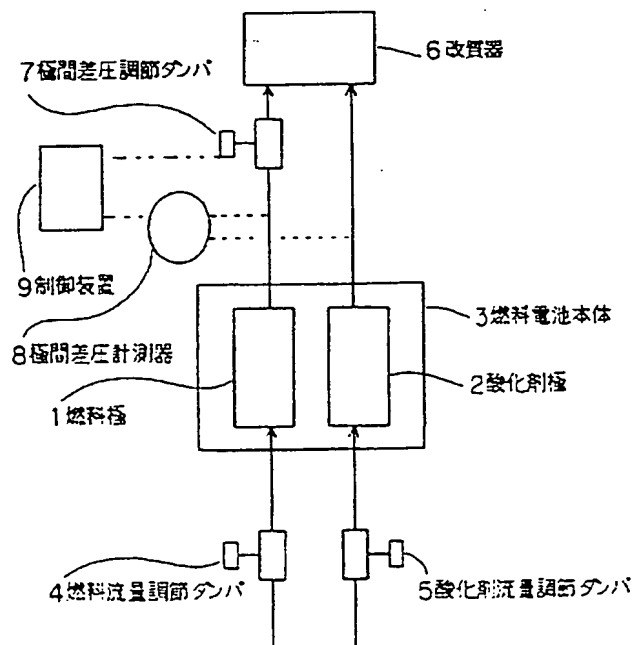 6改質器
7極間差圧調節ダンパ
9制御装置
8極間差圧計測器
3燃料電池本体
1燃料極
2酸化剤極
4燃料流量調節ダンパ
5酸化剤流量調節ダンパ